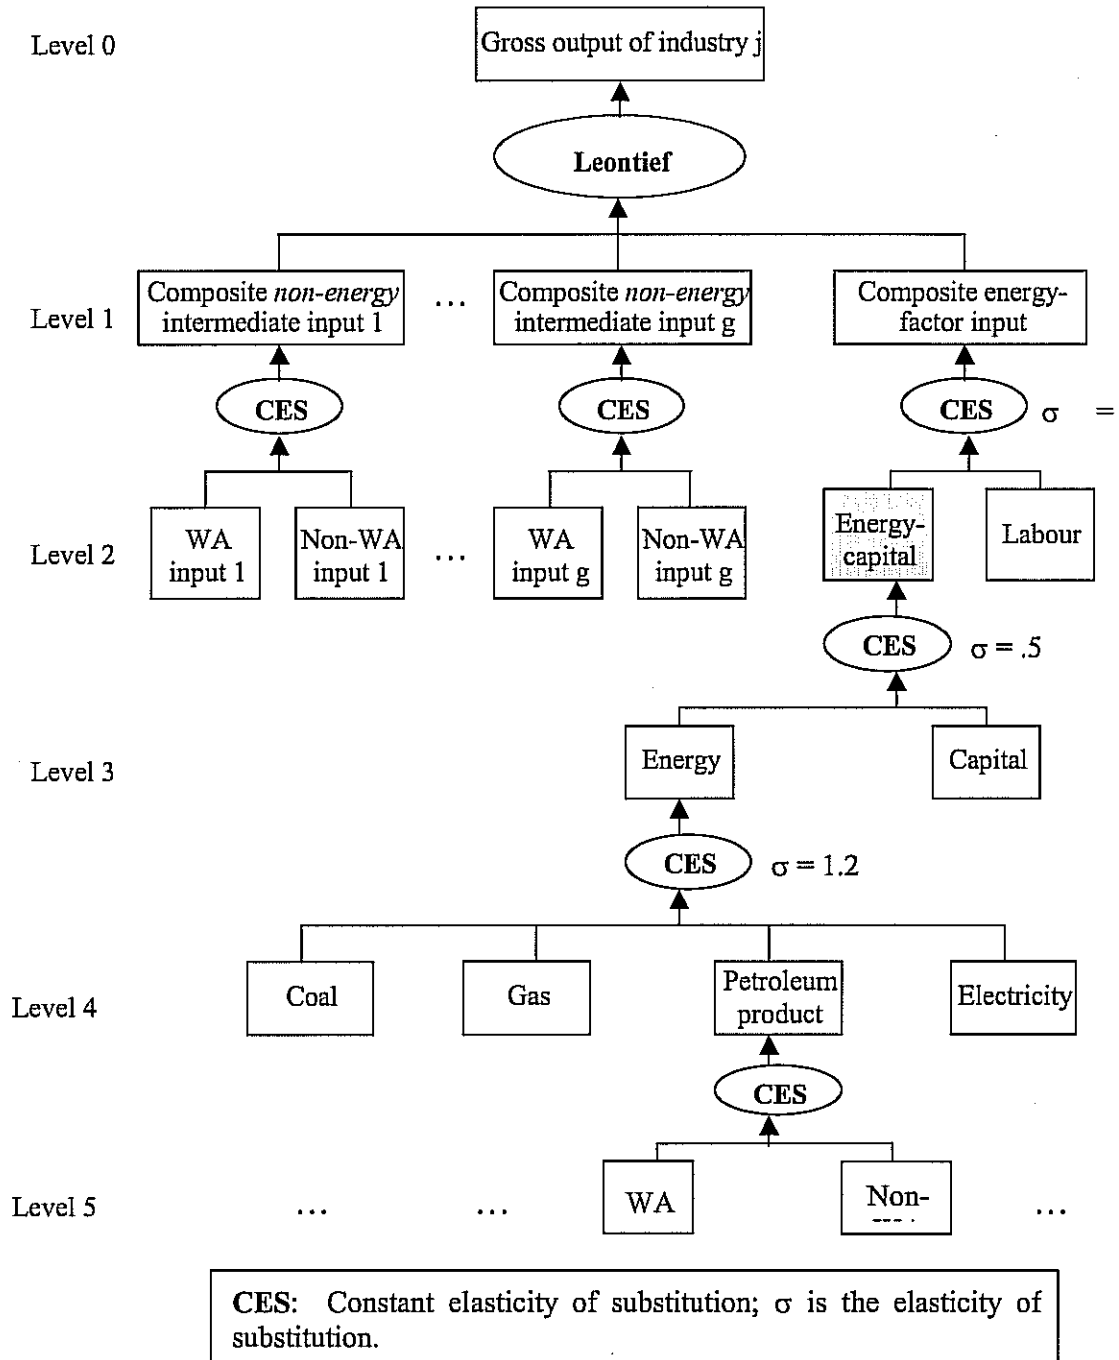 Level 0
Gross output of industry j
Leontief
Level 1
Composite non-energy
intermediate input 1
...
Composite non-energy
intermediate input g
Composite energy-
factor input
CES
CES
CES
σ =
Level 2
WA
input 1
Non-WA
input 1
...
WA
input g
Non-WA
input g
Energy-
capital
Labour
CES
σ = .5
Level 3
Energy
Capital
CES
σ = 1.2
Level 4
Coal
Gas
Petroleum
product
Electricity
CES
Level 5
...
...
WA
Non-
...
CES: Constant elasticity of substitution; σ is the elasticity of
substitution.